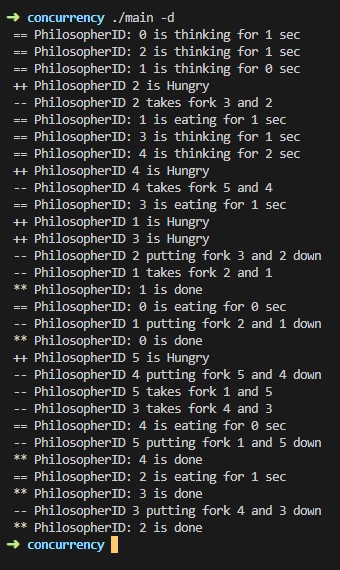 ➜ concurrency ./main -d
== PhilosopherID: 0 is thinking for 1 sec
== PhilosopherID: 2 is thinking for 1 sec
== PhilosopherID: 1 is thinking for 0 sec
++ PhilosopherID 2 is Hungry
-- PhilosopherID 2 takes fork 3 and 2
== PhilosopherID: 1 is eating for 1 sec
== PhilosopherID: 3 is thinking for 1 sec
== PhilosopherID: 4 is thinking for 2 sec
++ PhilosopherID 4 is Hungry
-- PhilosopherID 4 takes fork 5 and 4
== PhilosopherID: 3 is eating for 1 sec
++ PhilosopherID 1 is Hungry
++ PhilosopherID 3 is Hungry
-- PhilosopherID 2 putting fork 3 and 2 down
-- PhilosopherID 1 takes fork 2 and 1
** PhilosopherID: 1 is done
== PhilosopherID: 0 is eating for 0 sec
-- PhilosopherID 1 putting fork 2 and 1 down
** PhilosopherID: 0 is done
++ PhilosopherID 5 is Hungry
-- PhilosopherID 4 putting fork 5 and 4 down
-- PhilosopherID 5 takes fork 1 and 5
-- PhilosopherID 3 takes fork 4 and 3
== PhilosopherID: 4 is eating for 0 sec
-- PhilosopherID 5 putting fork 1 and 5 down
** PhilosopherID: 4 is done
== PhilosopherID: 2 is eating for 1 sec
** PhilosopherID: 3 is done
-- PhilosopherID 3 putting fork 4 and 3 down
** PhilosopherID: 2 is done
➜ concurrency